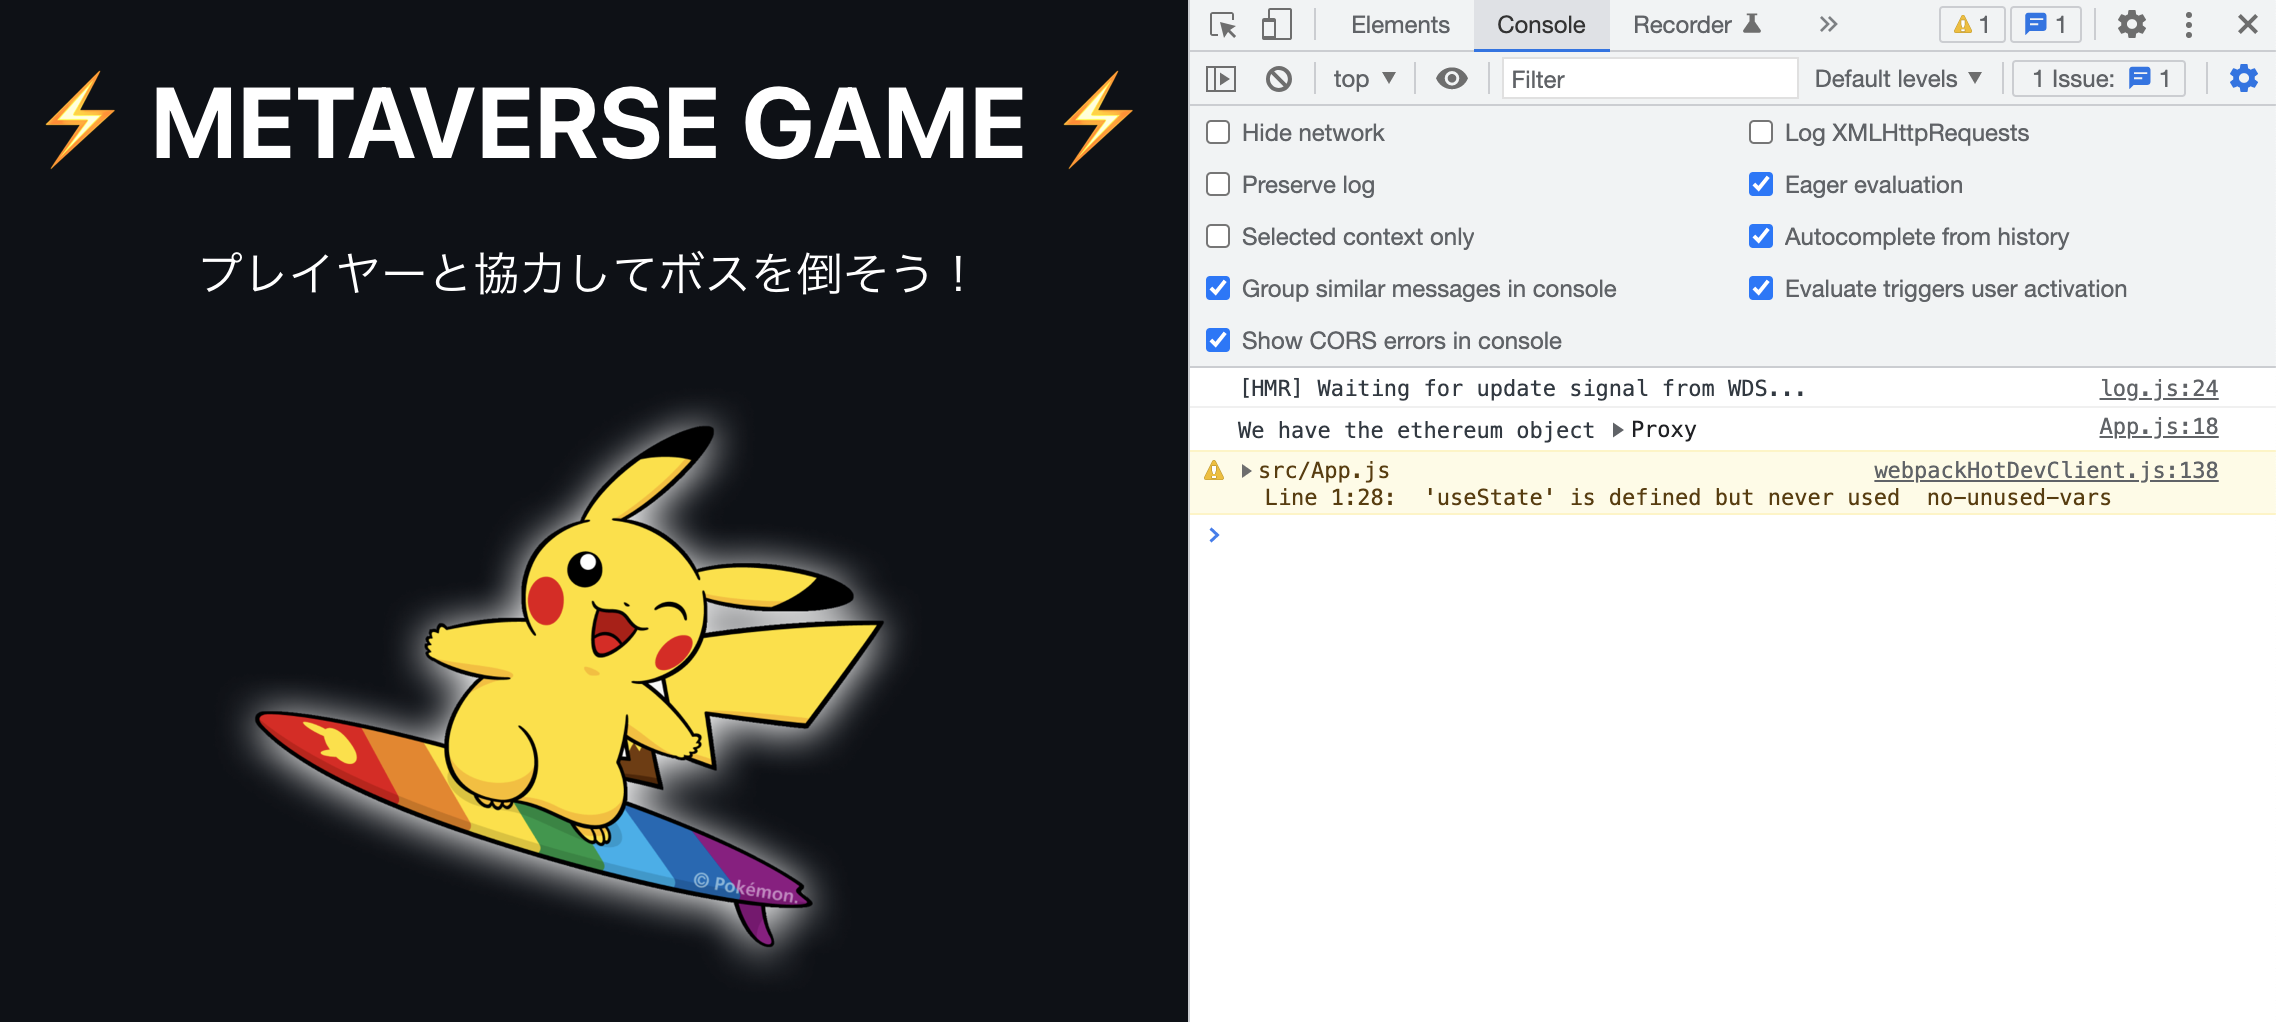 ⚡ METAVERSE GAME ⚡
プレイヤーと協力してボスを倒そう！
© Pokémon.
Elements Console Recorder 1 1
top Filter Default levels 1 Issue: 1
Hide network Log XMLHttpRequests
Preserve log Eager evaluation
Selected context only Autocomplete from history
Group similar messages in console Evaluate triggers user activation
Show CORS errors in console
[HMR] Waiting for update signal from WDS... log.js:24
We have the ethereum object Proxy App.js:18
src/App.js webpackHotDevClient.js:138
Line 1:28: 'useState' is defined but never used no-unused-vars